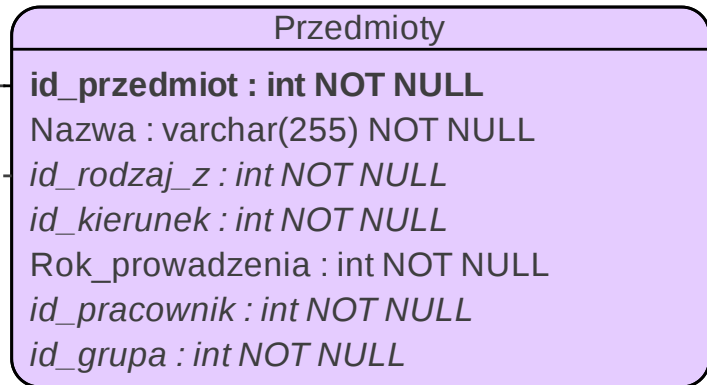 Przedmioty
id_przedmiot : int NOT NULL
Nazwa : varchar(255) NOT NULL
id_rodzaj_z : int NOT NULL
id_kierunek : int NOT NULL
Rok_prowadzenia : int NOT NULL
id_pracownik : int NOT NULL
id_grupa : int NOT NULL